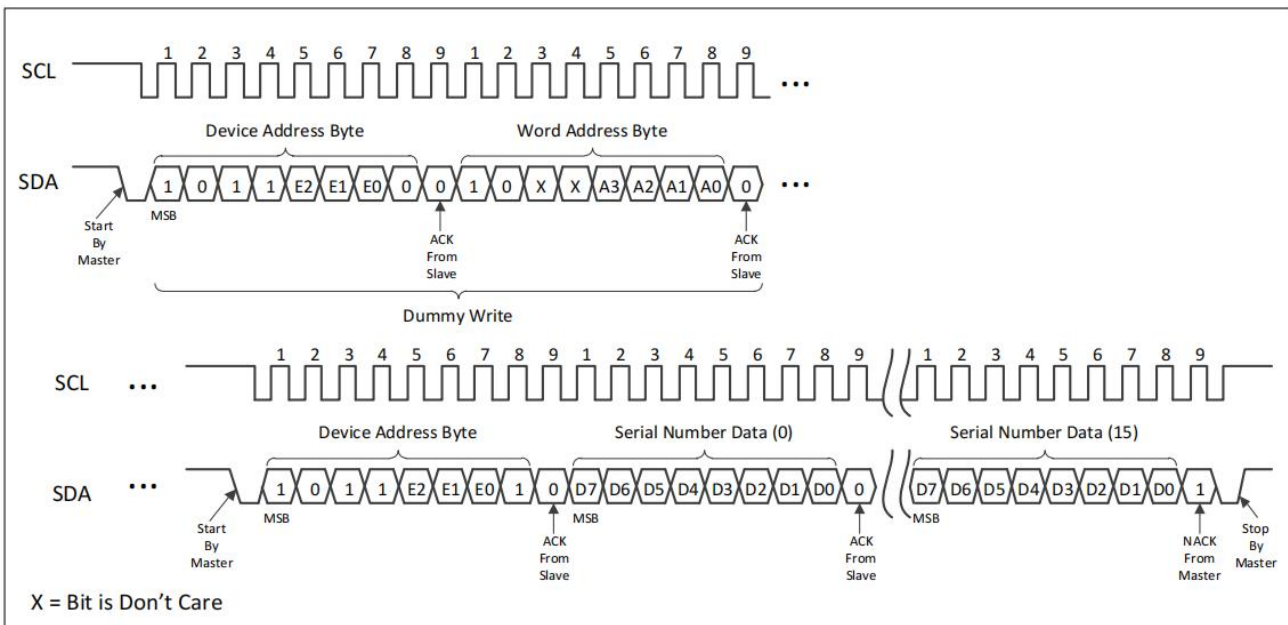 1 2 3 4 5 6 7 8 9 1 2 3 4 5 6 7 8 9
SCL ...
Device Address Byte Word Address Byte
SDA 1 0 1 1 E2 E1 E0 0 0 1 0 X X A3 A2 A1 A0 0 ...
MSB
Start By Master
ACK From Slave
ACK From Slave
Dummy Write
1 2 3 4 5 6 7 8 9 1 2 3 4 5 6 7 8 9 1 2 3 4 5 6 7 8 9
SCL ...
Device Address Byte Serial Number Data (0) Serial Number Data (15)
SDA ... 1 0 1 1 E2 E1 E0 1 0 D7 D6 D5 D4 D3 D2 D1 D0 0 D7 D6 D5 D4 D3 D2 D1 D0 1
MSB MSB MSB
Start By Master
ACK From Slave
ACK From Slave
NACK From Master
Stop By Master
X = Bit is Don't Care